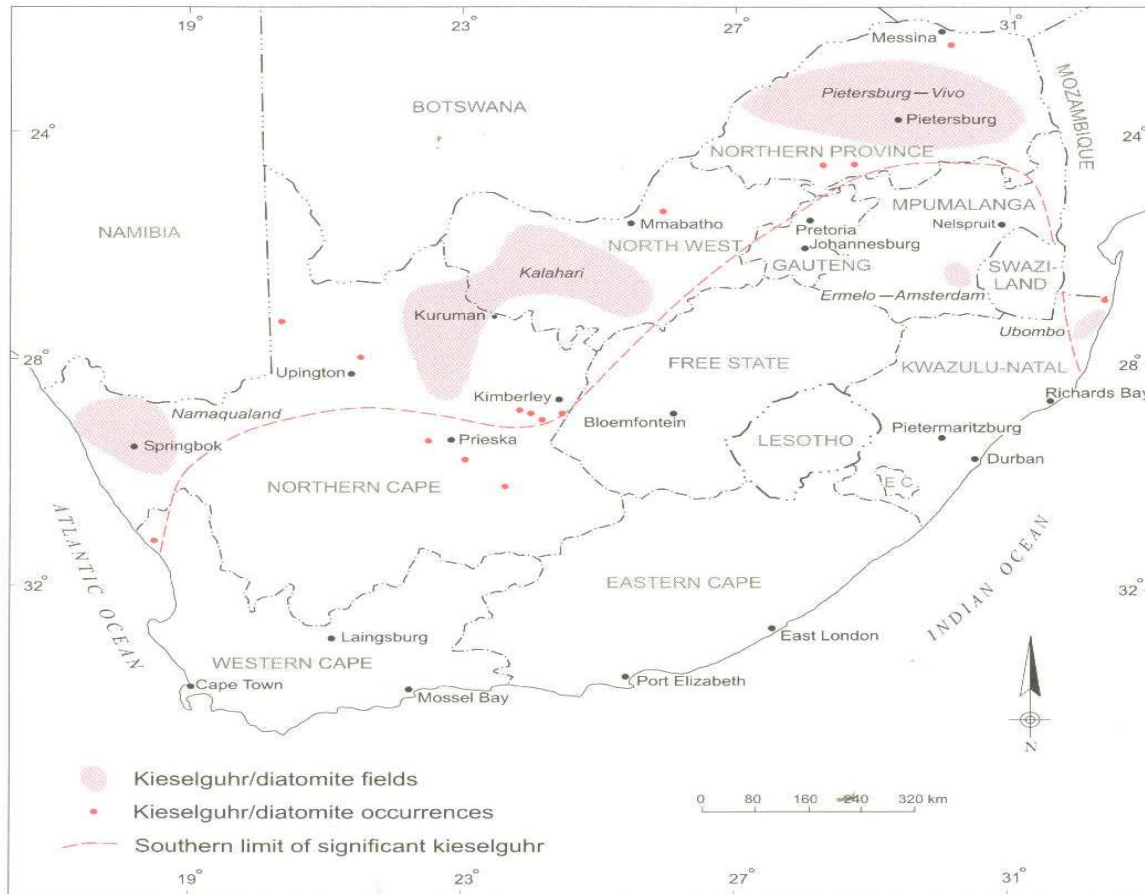 19°
23°
27°
31°
Messina
BOTSWANA
Pietersburg—Vivo
MOZAMBIQUE
Pietersburg
24°
24°
NORTHERN PROVINCE
MPUMALANGA
NAMIBIA
Mmabatho
Pretoria
Nelspruit
NORTH WEST
Johannesburg
Kalahari
GAUTENG
SWAZI-
LAND
Ermelo—Amsterdam
Kuruman
Ubombo
28°
28°
FREE STATE
KWAZULU-NATAL
Upington
Kimberley
Richards Bay
Namaqualand
Bloemfontein
Pietermaritzburg
Springbok
Prieska
LESOTHO
Durban
NORTHERN CAPE
E C
ATLANTIC OCEAN
INDIAN OCEAN
32°
32°
EASTERN CAPE
Laingsburg
East London
WESTERN CAPE
Cape Town
Port Elizabeth
Mossel Bay
N
Kieselguhr/diatomite fields
Kieselguhr/diatomite occurrences
0 80 160 240 320 km
Southern limit of significant kieselguhr
19°
23°
27°
31°